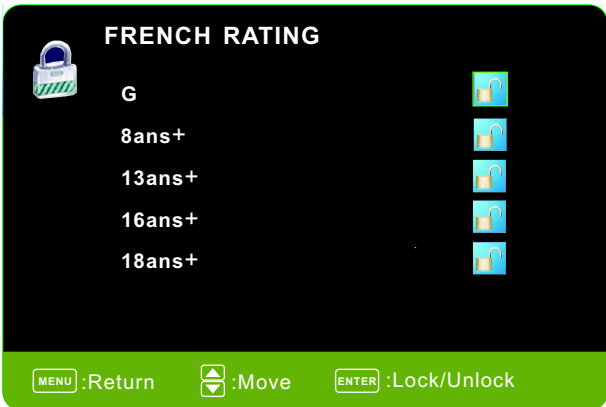 FRENCH RATING
G
8ans+
13ans+
16ans+
18ans+
MENU :Return :Move ENTER :Lock/Unlock